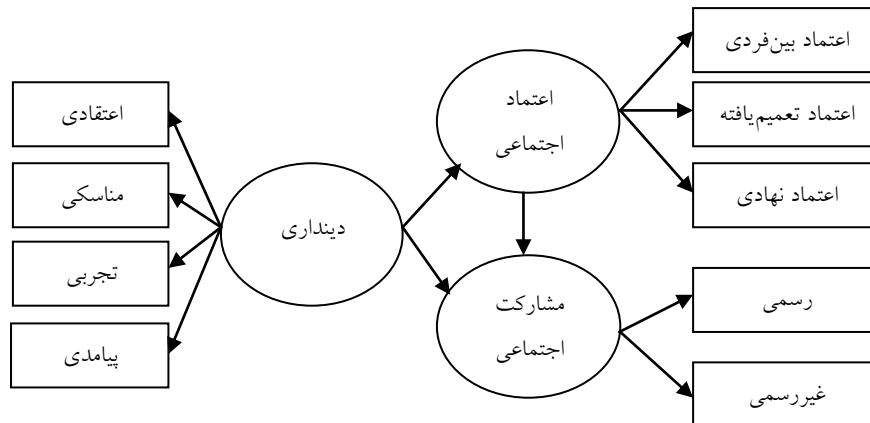 اعتماد بین‌فردی
اعتماد تعمیم‌یافته
اعتماد نهادی
اعتماد
اجتماعی
دینداری
مشارکت
اجتماعی
رسمی
غیررسمی
اعتقادی
مناسکی
تجربی
پیامدی